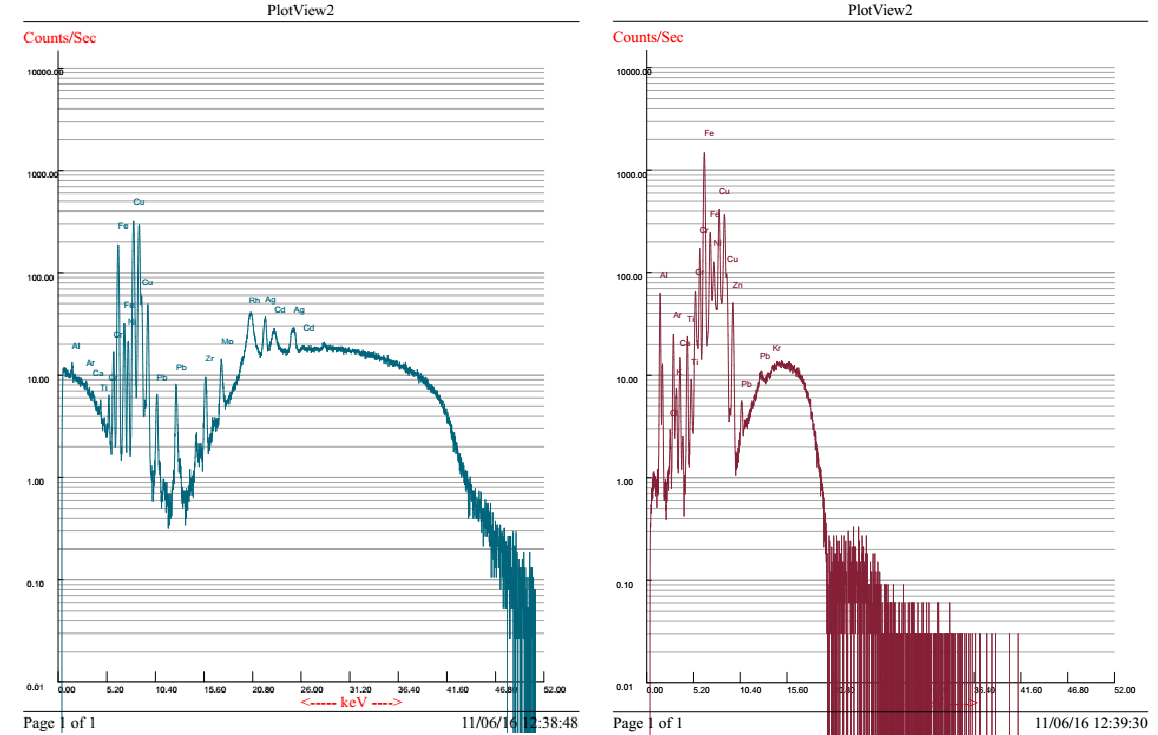 PlotView2
Counts/Sec
10000.00
1000.00
100.00
10.00
1.00
0.10
0.01
Cu
Fe
Cu
Fe
Ni
Cr
Al
Ar
Ca
Ti
Cr
Pb
Pb
Zr
Mo
Rh
Ag
Cd
Ag
Cd
0.00 5.20 10.40 15.60 20.80 26.00 31.20 36.40 41.60 46.80 52.00
<----- keV ---->
Page 1 of 1 11/06/16 12:38:48
PlotView2
Counts/Sec
10000.00
1000.00
100.00
10.00
1.00
0.10
0.01
Fe
Cu
Fe
Cr
Ni
Cu
Cr
Al
Zn
Ar
Ti
Ca
Ti
K
Cl
Pb
Pb
Kr
0.00 5.20 10.40 15.60 36.40 41.60 46.80 52.00
Page 1 of 1 11/06/16 12:39:30